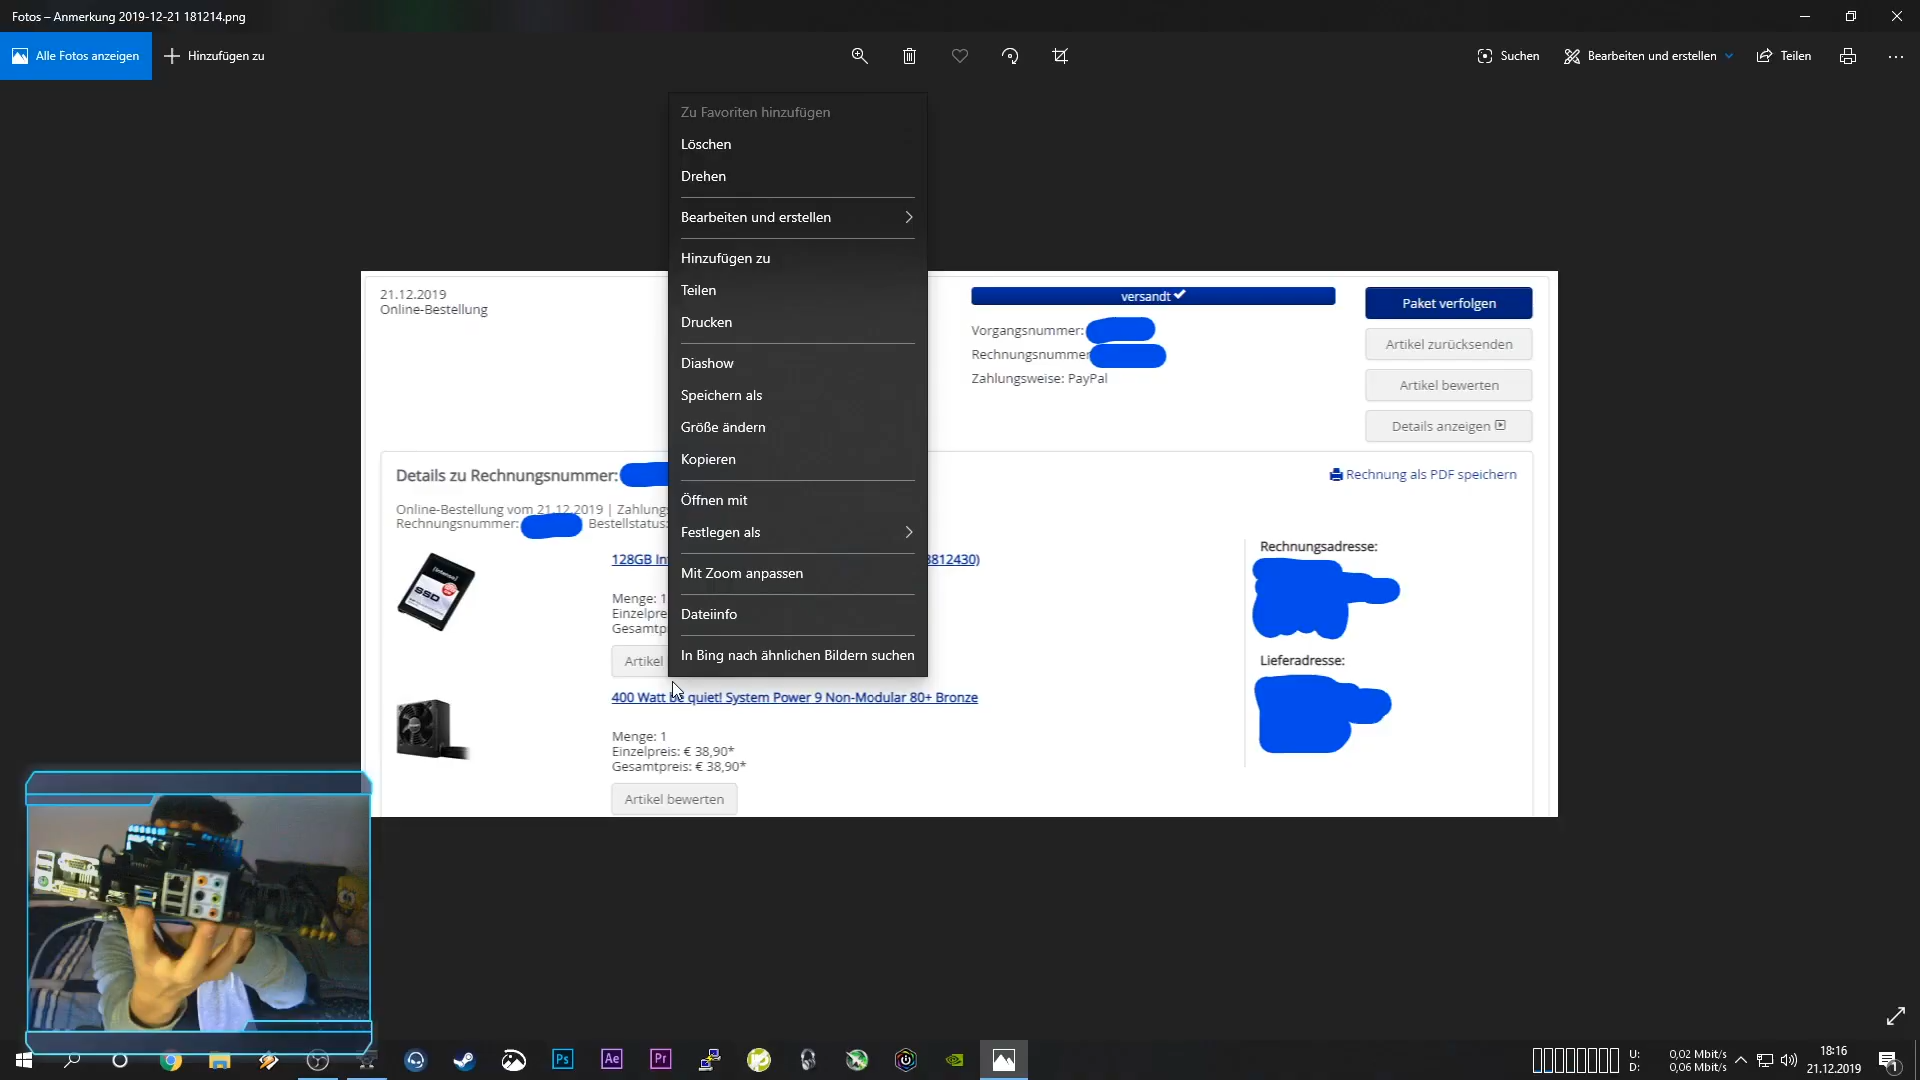 Fotos – Anmerkung 2019-12-21 181214.png
Alle Fotos anzeigen
Hinzufügen zu
Suchen
Bearbeiten und erstellen
Teilen
Zu Favoriten hinzufügen
Löschen
Drehen
Bearbeiten und erstellen
Hinzufügen zu
Teilen
Drucken
Diashow
Speichern als
Größe ändern
Kopieren
Öffnen mit
Festlegen als
Mit Zoom anpassen
Dateiinfo
In Bing nach ähnlichen Bildern suchen
21.12.2019
Online-Bestellung
versandt
Vorgangsnummer:
Rechnungsnummer
Zahlungsweise: PayPal
Paket verfolgen
Artikel zurücksenden
Artikel bewerten
Details anzeigen
Details zu Rechnungsnummer:
Rechnung als PDF speichern
Online-Bestellung vom 21.12.2019 |
Rechnungsnummer: Bestellstatus:
128GB 3812430)
Menge: 1
Artikel
SSD
Rechnungsadresse:
Lieferadresse:
400 Watt be quiet! System Power 9 Non-Modular 80+ Bronze
Menge: 1
Einzelpreis: € 38,90*
Gesamtpreis: € 38,90*
Artikel bewerten
Ps
Ae
Pr
U: 0,02 Mbit/s
D: 0,06 Mbit/s
18:16
21.12.2019
1